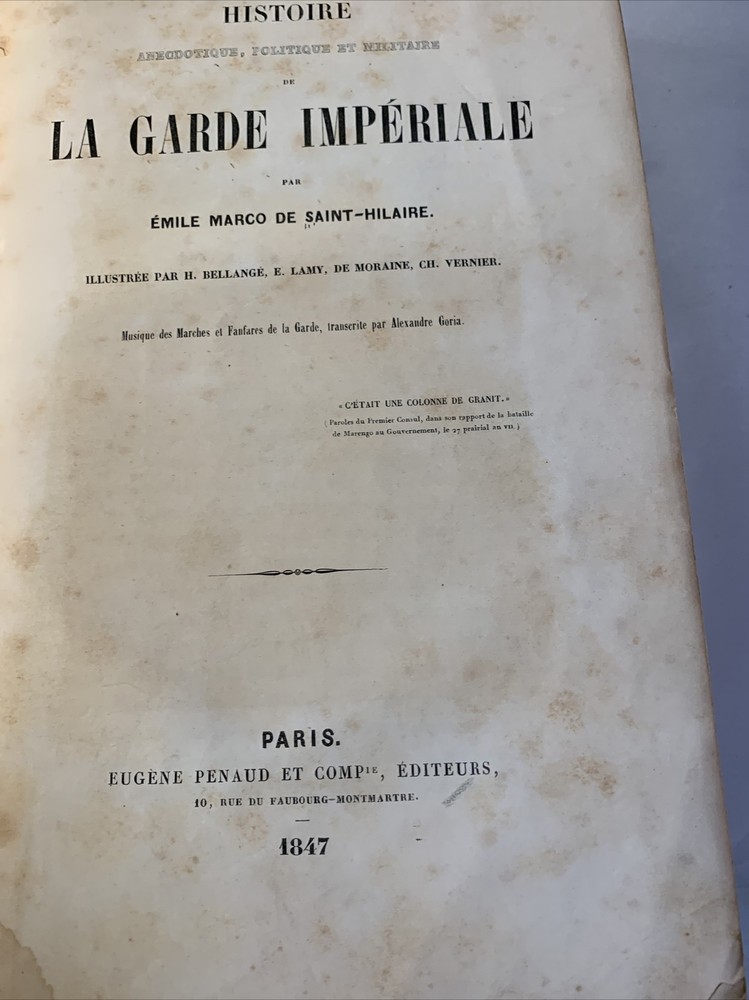 HISTOIRE
ANECDOTIQUE, POLITIQUE ET MILITAIRE
DE
LA GARDE IMPÉRIALE
PAR
ÉMILE MARCO DE SAINT-HILAIRE.
ILLUSTRÉE PAR H. BELLANGÉ, E. LAMY, DE MORAINE, CH. VERNIER.
Musique des Marches et Fanfares de la Garde, transcrite par Alexandre Goria.
« C'ÉTAIT UNE COLONNE DE GRANIT. »
(Paroles du Premier Consul, dans son rapport de la bataille
de Marengo au Gouvernement, le 27 prairial an VII.)
PARIS.
EUGÈNE PENAUD ET COMPIE, ÉDITEURS,
10, RUE DU FAUBOURG-MONTMARTRE.
1847